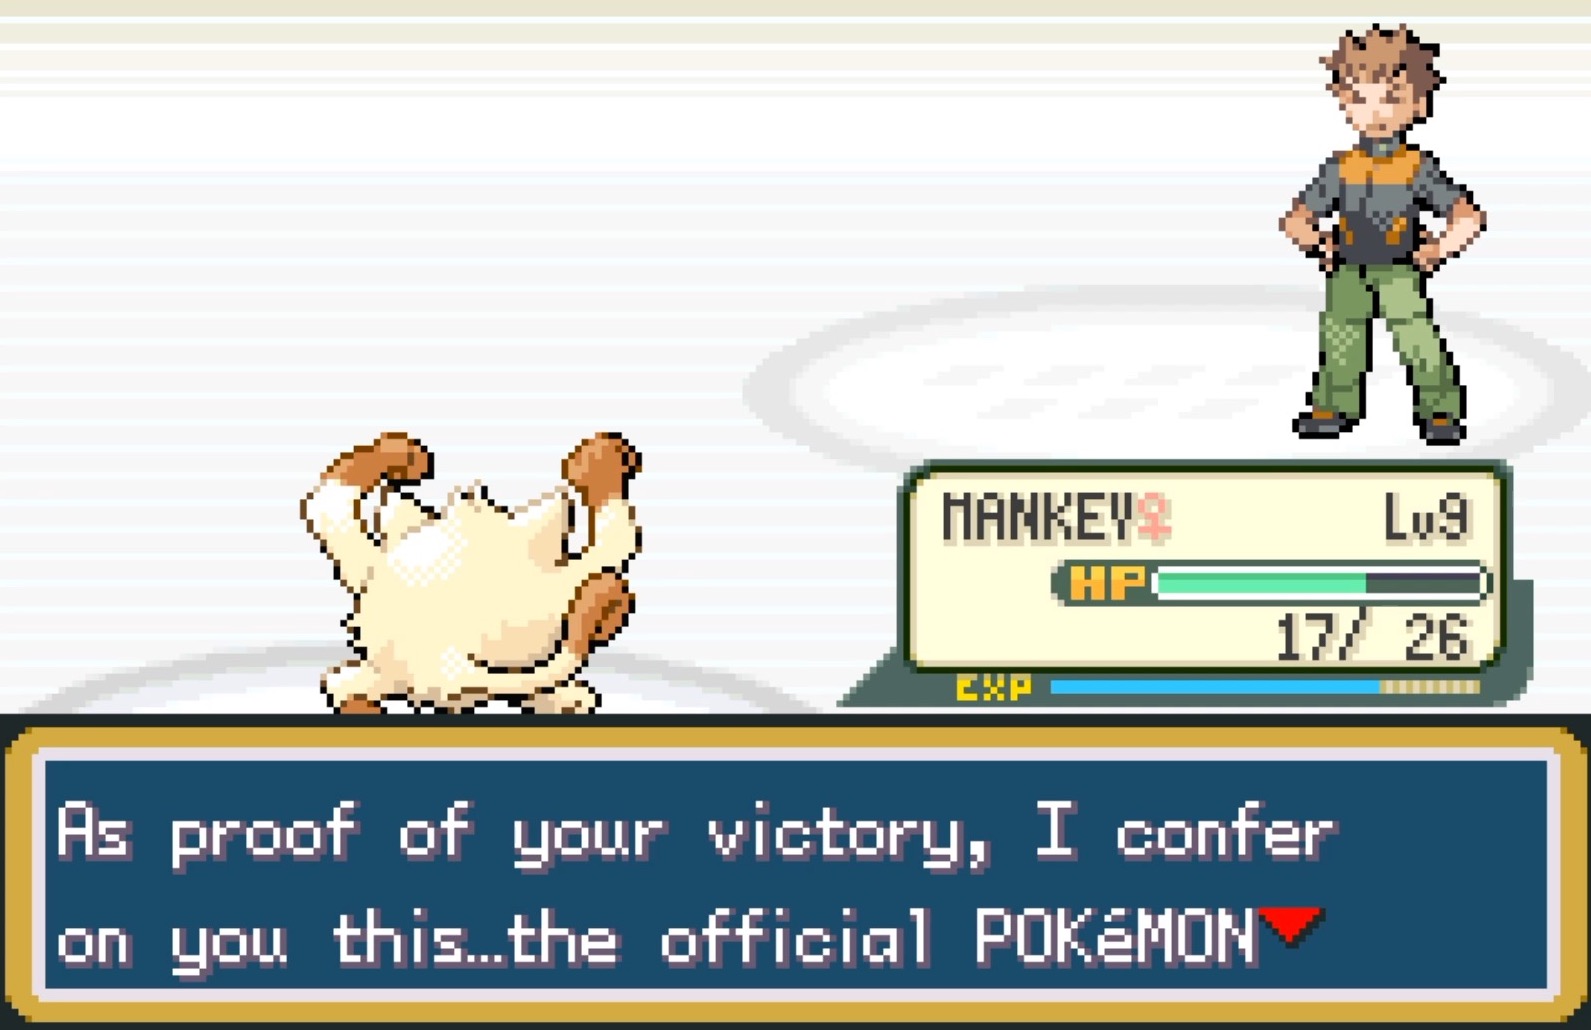 MANKEY♀ Lv9
HP
17/ 26
EXP
As proof of your victory, I confer
on you this…the official POKéMON